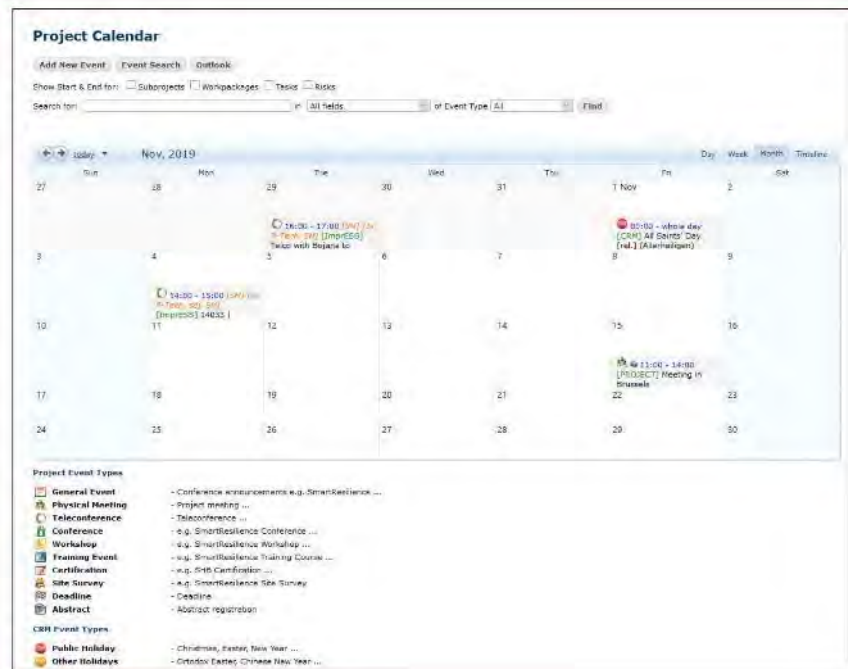 Project Calendar
Add New Event Event Search Outlook
Show Start & End for: Subprojects Workpackages Tasks Risks
Search for: in All fields of Event Type All Find
today Nov, 2019 Day Week Month Timeline
Sun Mon Tue Wed Thu Fri Sat
27 28 29 30 31 1 Nov 2
16:00 - 17:00 00:00 - whole day
[CRM] All Saints' Day
Telco with Bojana to [rel.] (Allerheiligen)
3 4 5 6 7 8 9
14:00 - 15:00
14033 |
10 11 12 13 14 15 16
11:00 - 14:00
[PROJECT] Meeting in
Brussels
17 18 19 20 21 22 23
24 25 26 27 28 29 30
Project Event Types
General Event - Conference announcements e.g. SmartResilience ...
Physical Meeting - Project meeting ...
Teleconference - Teleconference ...
Conference - e.g. SmartResilience Conference ...
Workshop - e.g. SmartResilience Workshop ...
Training Event - e.g. SmartResilience Training Course ...
Certification - e.g. SHB Certification ...
Site Survey - e.g. SmartResilience Site Survey
Deadline - Deadline
Abstract - Abstract registration
CRM Event Types
Public Holiday - Christmas, Easter, New Year ...
Other Holidays - Ortodox Easter, Chinese New Year ...